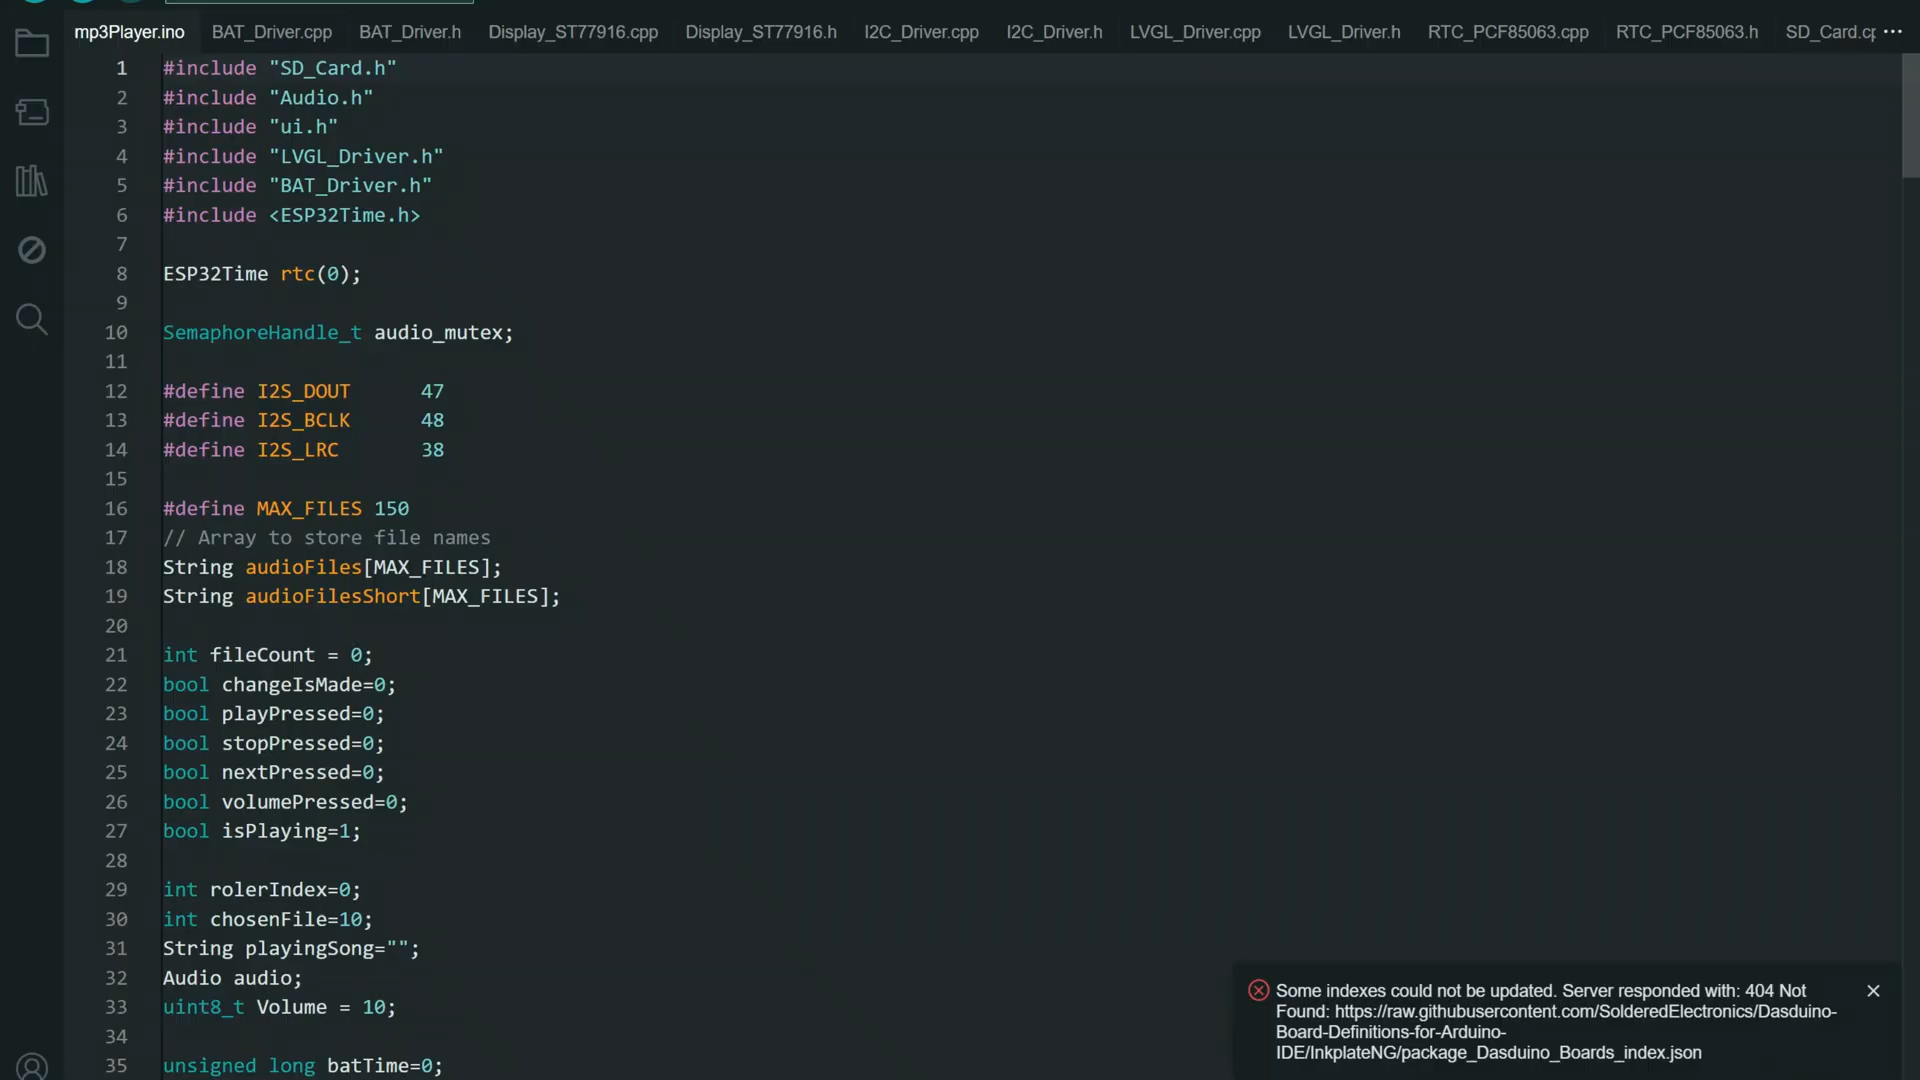 mp3Player.ino BAT_Driver.cpp BAT_Driver.h Display_ST77916.cpp Display_ST77916.h I2C_Driver.cpp I2C_Driver.h LVGL_Driver.cpp LVGL_Driver.h RTC_PCF85063.cpp RTC_PCF85063.h SD_Card.cp ···
1 #include "SD_Card.h"
2 #include "Audio.h"
3 #include "ui.h"
4 #include "LVGL_Driver.h"
5 #include "BAT_Driver.h"
6 #include <ESP32Time.h>
7
8 ESP32Time rtc(0);
9
10 SemaphoreHandle_t audio_mutex;
11
12 #define I2S_DOUT      47
13 #define I2S_BCLK      48
14 #define I2S_LRC       38
15
16 #define MAX_FILES 150
17 // Array to store file names
18 String audioFiles[MAX_FILES];
19 String audioFilesShort[MAX_FILES];
20
21 int fileCount = 0;
22 bool changeIsMade=0;
23 bool playPressed=0;
24 bool stopPressed=0;
25 bool nextPressed=0;
26 bool volumePressed=0;
27 bool isPlaying=1;
28
29 int rolerIndex=0;
30 int chosenFile=10;
31 String playingSong="";
32 Audio audio;
33 uint8_t Volume = 10;
34
35 unsigned long batTime=0;
Some indexes could not be updated. Server responded with: 404 Not
Found: https://raw.githubusercontent.com/SolderedElectronics/Dasduino-
Board-Definitions-for-Arduino-
IDE/InkplateNG/package_Dasduino_Boards_index.json